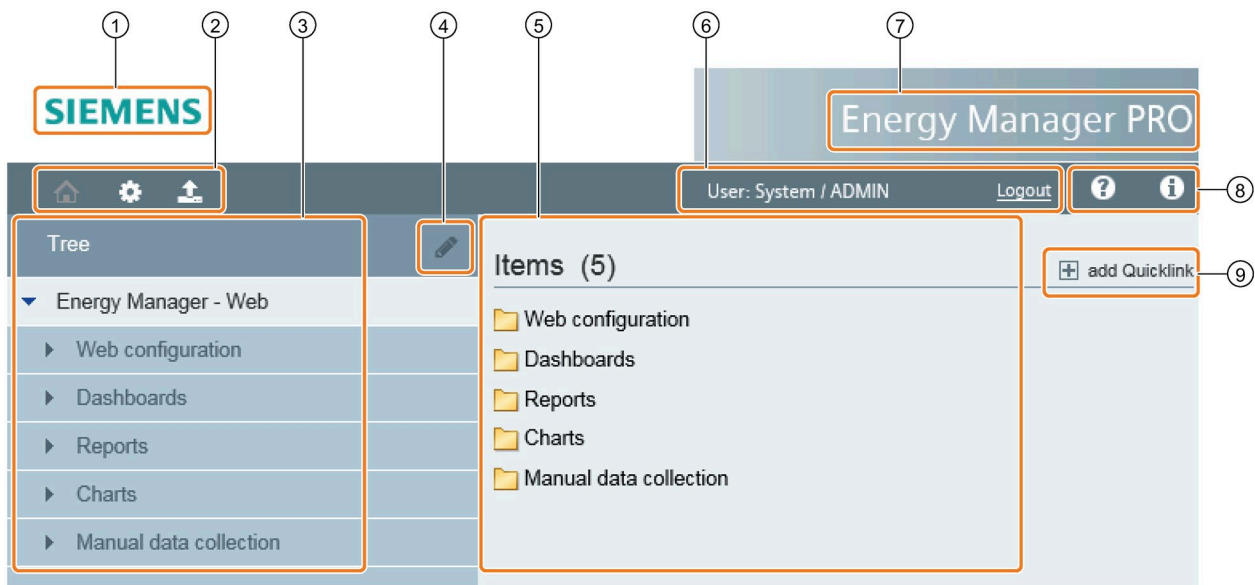 ① ② ③ ④ ⑤ ⑥ ⑦
SIEMENS
Energy Manager PRO
User: System / ADMIN Logout
⑧
Tree
Items (5)
add Quicklink
⑨
Energy Manager - Web
Web configuration
Dashboards
Reports
Charts
Manual data collection
Web configuration
Dashboards
Reports
Charts
Manual data collection